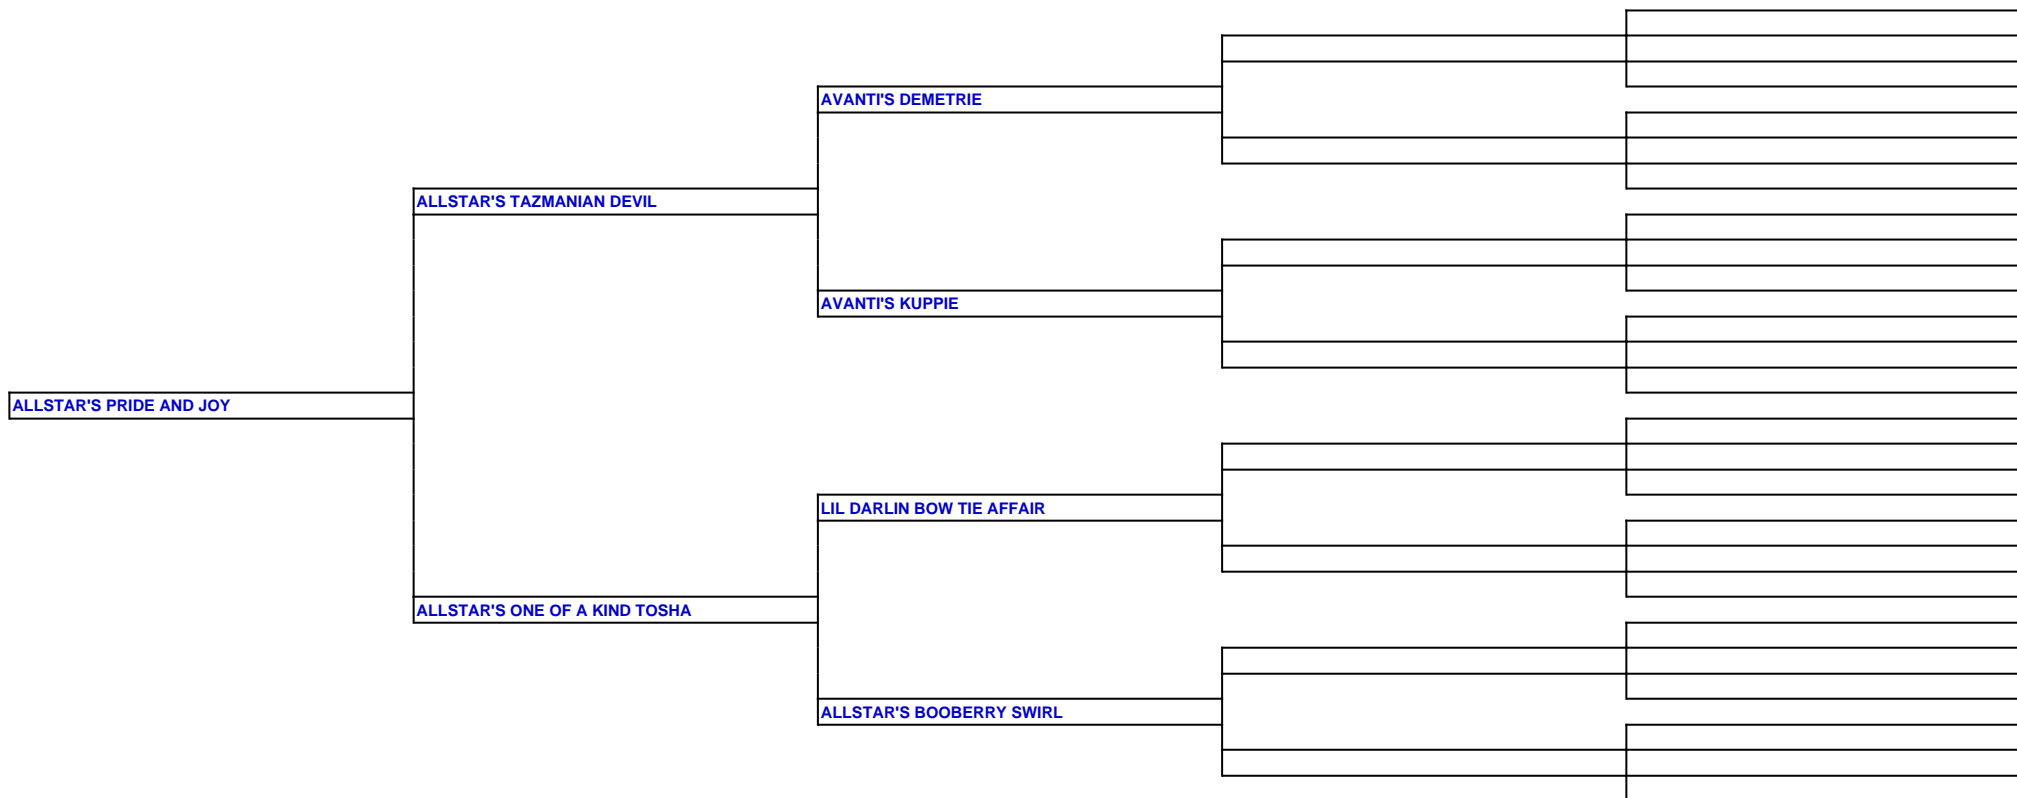 AVANTI'S DEMETRIE
ALLSTAR'S TAZMANIAN DEVIL
AVANTI'S KUPPIE
ALLSTAR'S PRIDE AND JOY
LIL DARLIN BOW TIE AFFAIR
ALLSTAR'S ONE OF A KIND TOSHA
ALLSTAR'S BOOBERRY SWIRL